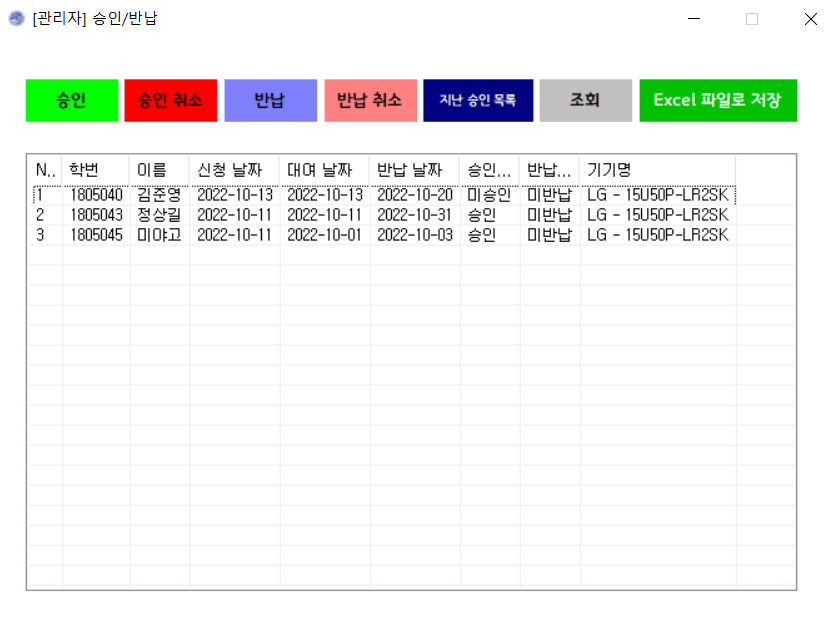 [관리자] 승인/반납
승인 승인 취소 반납 반납 취소 지난 승인 목록 조회 Excel 파일로 저장
N.. 학번 이름 신청 날짜 대여 날짜 반납 날짜 승인... 반납... 기기명
1 1805040 김준영 2022-10-13 2022-10-13 2022-10-20 미승인 미반납 LG - 15U50P-LR2SK
2 1805043 정상길 2022-10-11 2022-10-11 2022-10-31 승인 미반납 LG - 15U50P-LR2SK
3 1805045 미야고 2022-10-11 2022-10-01 2022-10-03 승인 미반납 LG - 15U50P-LR2SK